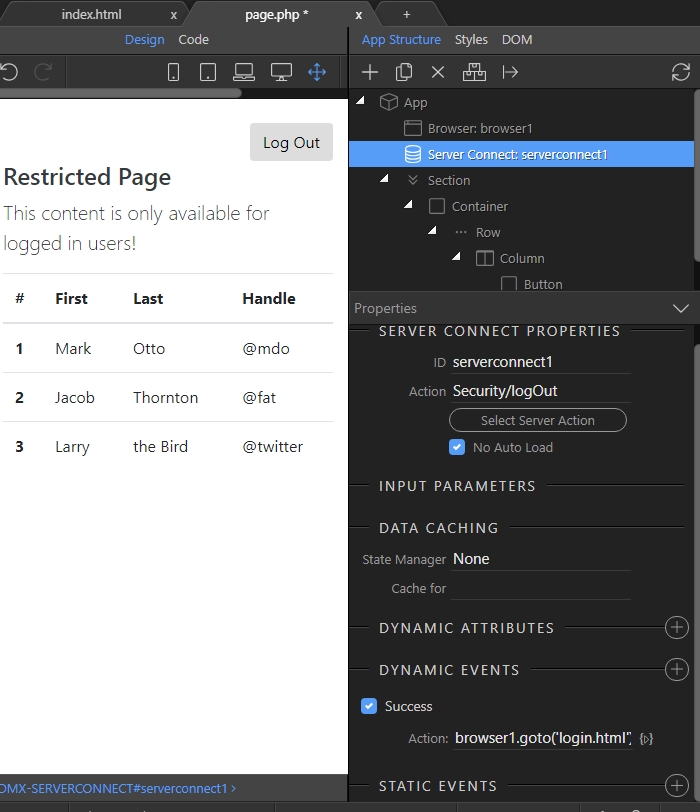 index.html x page.php * x +
Design Code
App Structure Styles DOM
App
Browser: browser1
Server Connect: serverconnect1
Section
Container
Row
Column
Button
Log Out
Restricted Page
This content is only available for
logged in users!
# First Last Handle
1 Mark Otto @mdo
2 Jacob Thornton @fat
3 Larry the Bird @twitter
Properties
SERVER CONNECT PROPERTIES
ID serverconnect1
Action Security/logOut
Select Server Action
No Auto Load
INPUT PARAMETERS
DATA CACHING
State Manager None
Cache for
DYNAMIC ATTRIBUTES
DYNAMIC EVENTS
Success
Action: browser1.goto('login.html'
STATIC EVENTS
DMX-SERVERCONNECT#serverconnect1 ›